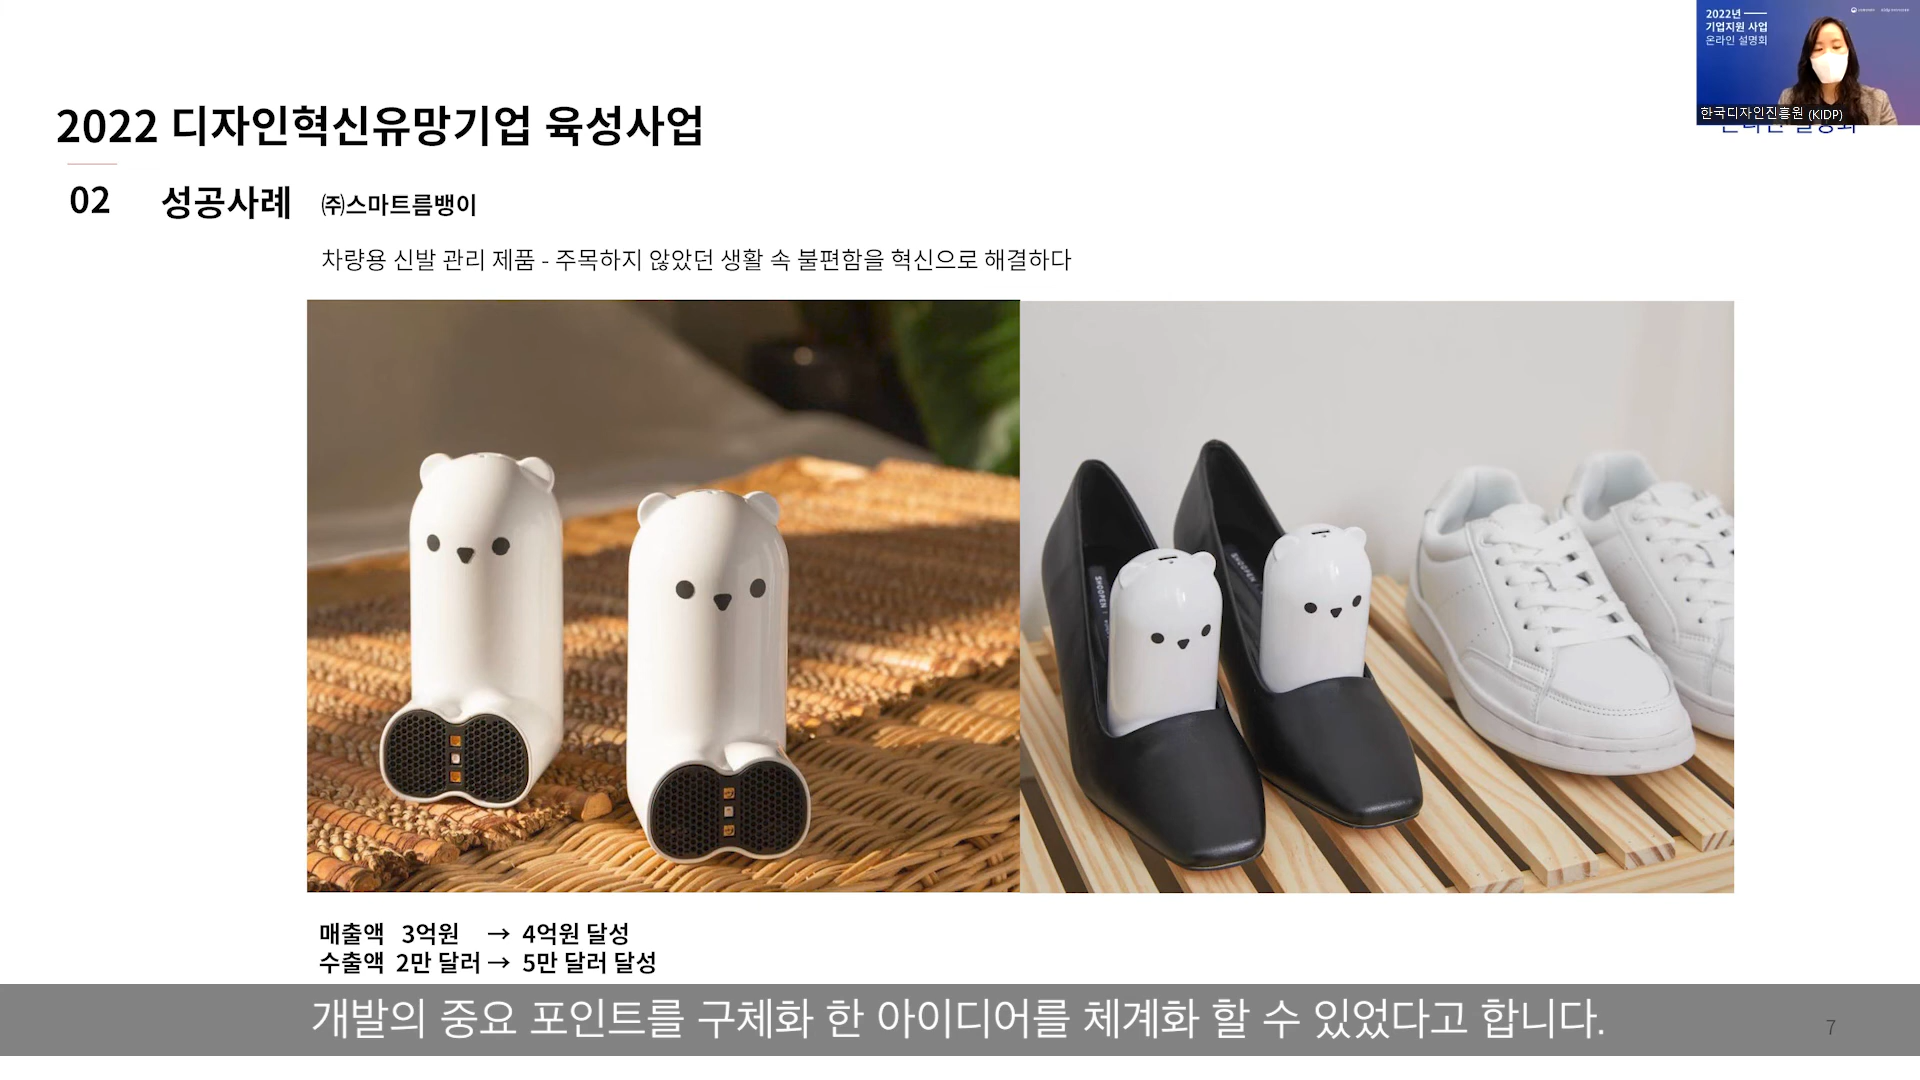 2022년
기업지원 사업
온라인 설명회
한국디자인진흥원 (KIDP)
2022 디자인혁신유망기업 육성사업
02 성공사례 ㈜스마트름뱅이
차량용 신발 관리 제품 - 주목하지 않았던 생활 속 불편함을 혁신으로 해결하다
SHOOPEN
SHOOPEN
매출액 3억원 → 4억원 달성
수출액 2만 달러 → 5만 달러 달성
개발의 중요 포인트를 구체화 한 아이디어를 체계화 할 수 있었다고 합니다.
7